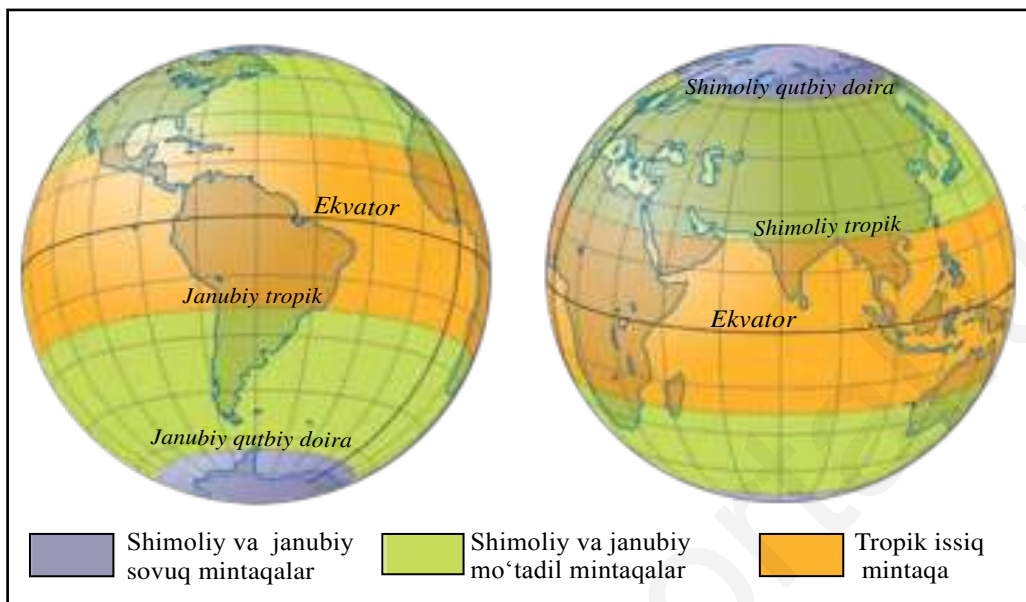 Ekvator
Janubiy tropik
Janubiy qutbiy doira
Shimoliy qutbiy doira
Shimoliy tropik
Ekvator
Shimoliy va janubiy
sovuq mintaqalar
Shimoliy va janubiy
mo‘tadil mintaqalar
Tropik issiq
mintaqa